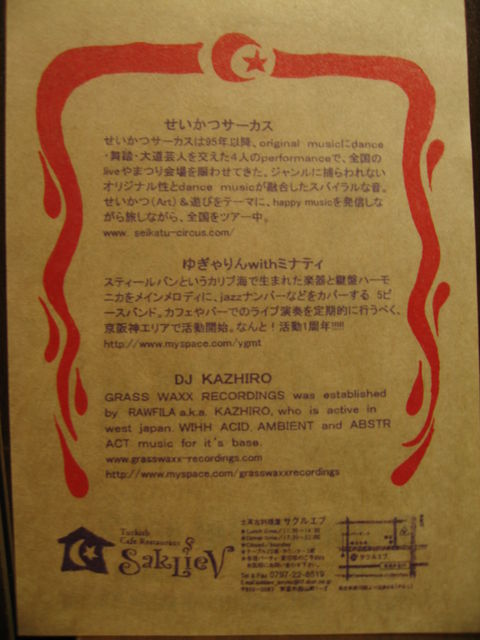 せいかつサーカス
せいかつサーカスは95年以降、original musicにdance
・舞踏・大道芸人を交えた4人のperformanceで、全国の
liveやまつり会場を賑わせてきた。ジャンルに捕らわれない
オリジナル性とdance musicが融合したスパイラルな音。
せいかつ(Art)&遊びをテーマに、happy musicを発信しな
がら旅しながら、全国をツアー中。
www. seikatu-circus.com/
ゆぎゃりんwithミナティ
スティールパンというカリブ海で生まれた楽器と鍵盤ハーモ
ニカをメインメロディに、jazzナンバーなどをカバーする 5ピ
ースバンド。カフェやバーでのライブ演奏を定期的に行うべく、
京阪神エリアで活動開始。なんと!活動1周年!!!!!
http://www.myspace.com/ygmt
DJ KAZHIRO
GRASS WAXX RECORDINGS was established
by RAWFILA a.k.a. KAZHIRO, who is active in
west japan. WIHH ACID, AMBIENT and ABSTR
ACT music for it's base.
www.grasswaxx-recordings.com
http://www.myspace.com/grasswaxxrecordings
Turkish
Cafe Restaurant
SakLıeV
サクルエブ
Tel & Fax 0797-22-8519
サクルエブ